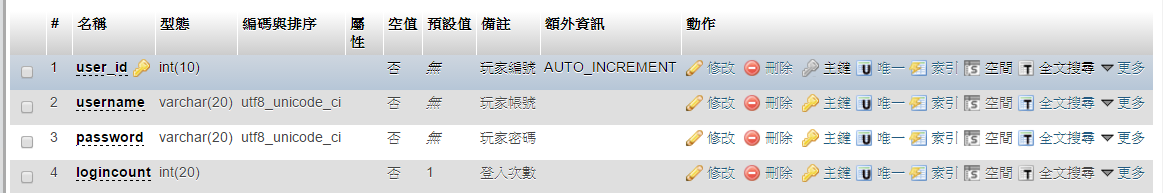 # 名稱 型態 編碼與排序 屬性 空值 預設值 備註 額外資訊 動作
1 user_id int(10) 否 無 玩家編號 AUTO_INCREMENT 修改 刪除 主鍵 U 唯一 索引 S 空間 T 全文搜尋 更多
2 username varchar(20) utf8_unicode_ci 否 無 玩家帳號 修改 刪除 主鍵 U 唯一 索引 S 空間 T 全文搜尋 更多
3 password varchar(20) utf8_unicode_ci 否 無 玩家密碼 修改 刪除 主鍵 U 唯一 索引 S 空間 T 全文搜尋 更多
4 logincount int(20) 否 1 登入次數 修改 刪除 主鍵 U 唯一 索引 S 空間 T 全文搜尋 更多